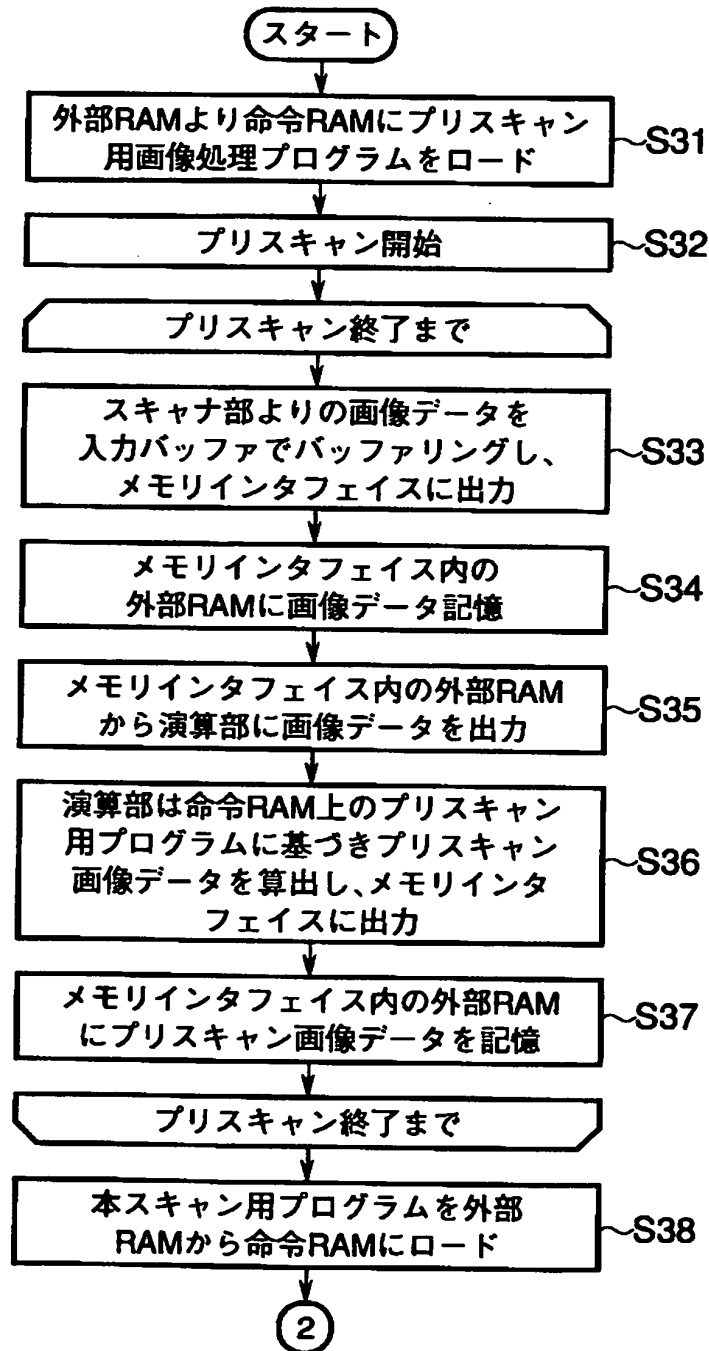 スタート
外部RAMより命令RAMにプリスキャン
用画像処理プログラムをロード
S31
プリスキャン開始
S32
プリスキャン終了まで
スキャナ部よりの画像データを
入力バッファでバッファリングし、
メモリインタフェイスに出力
S33
メモリインタフェイス内の
外部RAMに画像データ記憶
S34
メモリインタフェイス内の外部RAM
から演算部に画像データを出力
S35
演算部は命令RAM上のプリスキャン
用プログラムに基づきプリスキャン
画像データを算出し、メモリインタ
フェイスに出力
S36
メモリインタフェイス内の外部RAM
にプリスキャン画像データを記憶
S37
プリスキャン終了まで
本スキャン用プログラムを外部
RAMから命令RAMにロード
S38
2